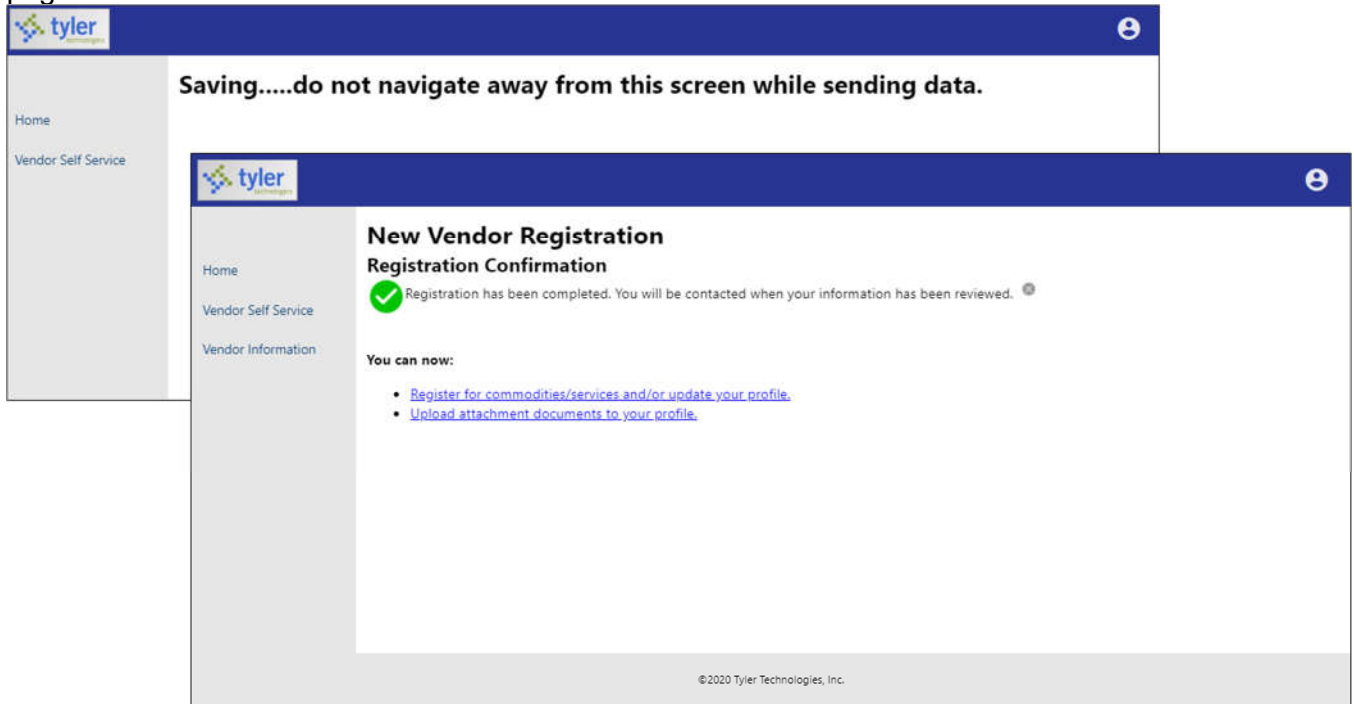 tyler
technologies
Saving.....do not navigate away from this screen while sending data.
Home
Vendor Self Service
tyler
technologies
New Vendor Registration
Registration Confirmation
Registration has been completed. You will be contacted when your information has been reviewed.
Home
Vendor Self Service
Vendor Information
You can now:
• Register for commodities/services and/or update your profile.
• Upload attachment documents to your profile.
©2020 Tyler Technologies, Inc.